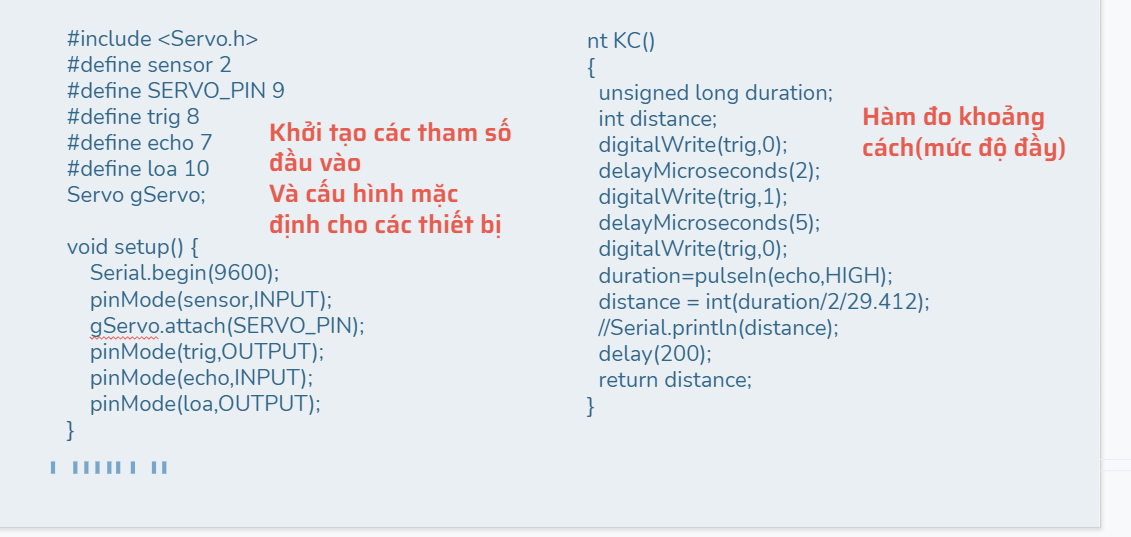 #include <Servo.h>
#define sensor 2
#define SERVO_PIN 9
#define trig 8
#define echo 7
#define loa 10
Servo gServo;
Khởi tạo các tham số
đầu vào
Và cấu hình mặc
định cho các thiết bị
void setup() {
Serial.begin(9600);
pinMode(sensor,INPUT);
gServo.attach(SERVO_PIN);
pinMode(trig,OUTPUT);
pinMode(echo,INPUT);
pinMode(loa,OUTPUT);
}
nt KC()
{
unsigned long duration;
int distance;
digitalWrite(trig,0);
delayMicroseconds(2);
digitalWrite(trig,1);
delayMicroseconds(5);
digitalWrite(trig,0);
duration=pulseIn(echo,HIGH);
distance = int(duration/2/29.412);
//Serial.println(distance);
delay(200);
return distance;
}
Hàm đo khoảng
cách(mức độ đầy)